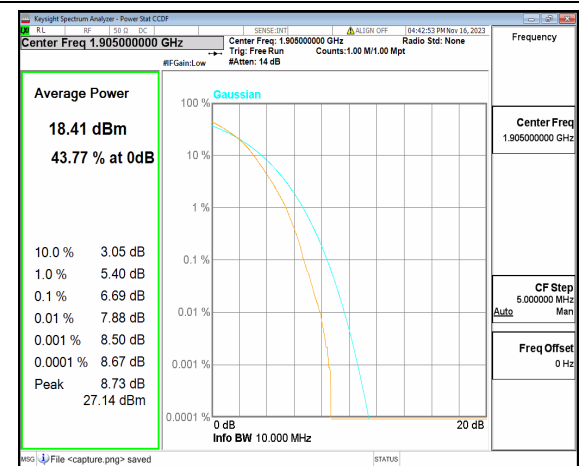 Keysight Spectrum Analyzer - Power Stat CCDF
RL RF 50 Ω DC SENSE:INT ALIGN OFF 04:42:53 PM Nov 16, 2023
Center Freq 1.905000000 GHz
Center Freq: 1.905000000 GHz Radio Std: None
Trig: Free Run Counts:1.00 M/1.00 Mpt
#IFGain:Low #Atten: 14 dB
Frequency
Average Power
18.41 dBm
43.77 % at 0dB
10.0 % 3.05 dB
1.0 % 5.40 dB
0.1 % 6.69 dB
0.01 % 7.88 dB
0.001 % 8.50 dB
0.0001 % 8.67 dB
Peak 8.73 dB
27.14 dBm
Gaussian
100 %
10 %
1 %
0.1 %
0.01 %
0.001 %
0.0001 %
0 dB 20 dB
Info BW 10.000 MHz
Center Freq
1.905000000 GHz
CF Step
5.000000 MHz
Auto Man
Freq Offset
0 Hz
MSG File <capture.png> saved STATUS